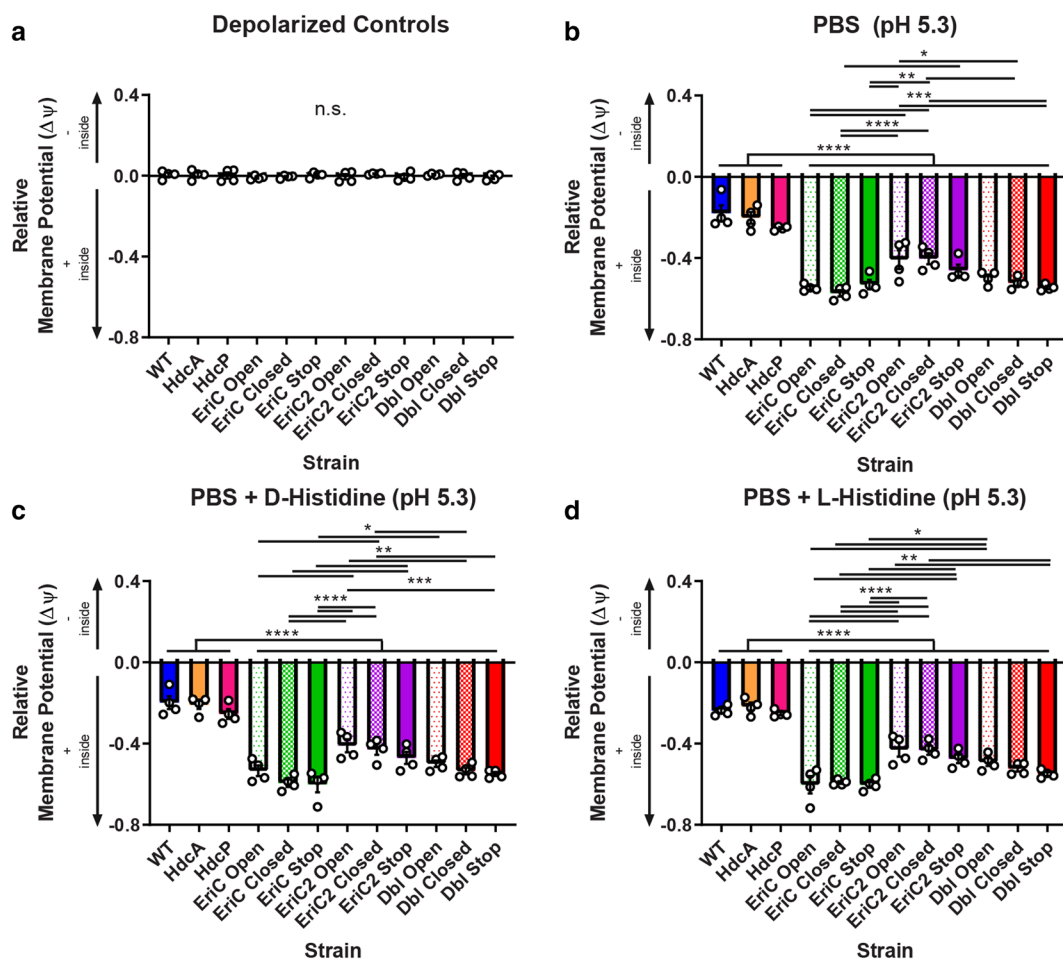 a
Depolarized Controls
Relative
Membrane Potential (Δψ)
-
inside
+
inside
0.4
0.0
-0.4
-0.8
n.s.
WT
HdcA
HdcP
EriC Open
EriC Closed
EriC Stop
EriC2 Open
EriC2 Closed
EriC2 Stop
Dbl Open
Dbl Closed
Dbl Stop
Strain
b
PBS (pH 5.3)
Relative
Membrane Potential (Δψ)
-
inside
+
inside
0.4
0.0
-0.4
-0.8
*
**
***
****
****
WT
HdcA
HdcP
EriC Open
EriC Closed
EriC Stop
EriC2 Open
EriC2 Closed
EriC2 Stop
Dbl Open
Dbl Closed
Dbl Stop
Strain
c
PBS + D-Histidine (pH 5.3)
Relative
Membrane Potential (Δψ)
-
inside
+
inside
0.4
0.0
-0.4
-0.8
*
**
***
****
****
WT
HdcA
HdcP
EriC Open
EriC Closed
EriC Stop
EriC2 Open
EriC2 Closed
EriC2 Stop
Dbl Open
Dbl Closed
Dbl Stop
Strain
d
PBS + L-Histidine (pH 5.3)
Relative
Membrane Potential (Δψ)
-
inside
+
inside
0.4
0.0
-0.4
-0.8
*
**
****
****
WT
HdcA
HdcP
EriC Open
EriC Closed
EriC Stop
EriC2 Open
EriC2 Closed
EriC2 Stop
Dbl Open
Dbl Closed
Dbl Stop
Strain